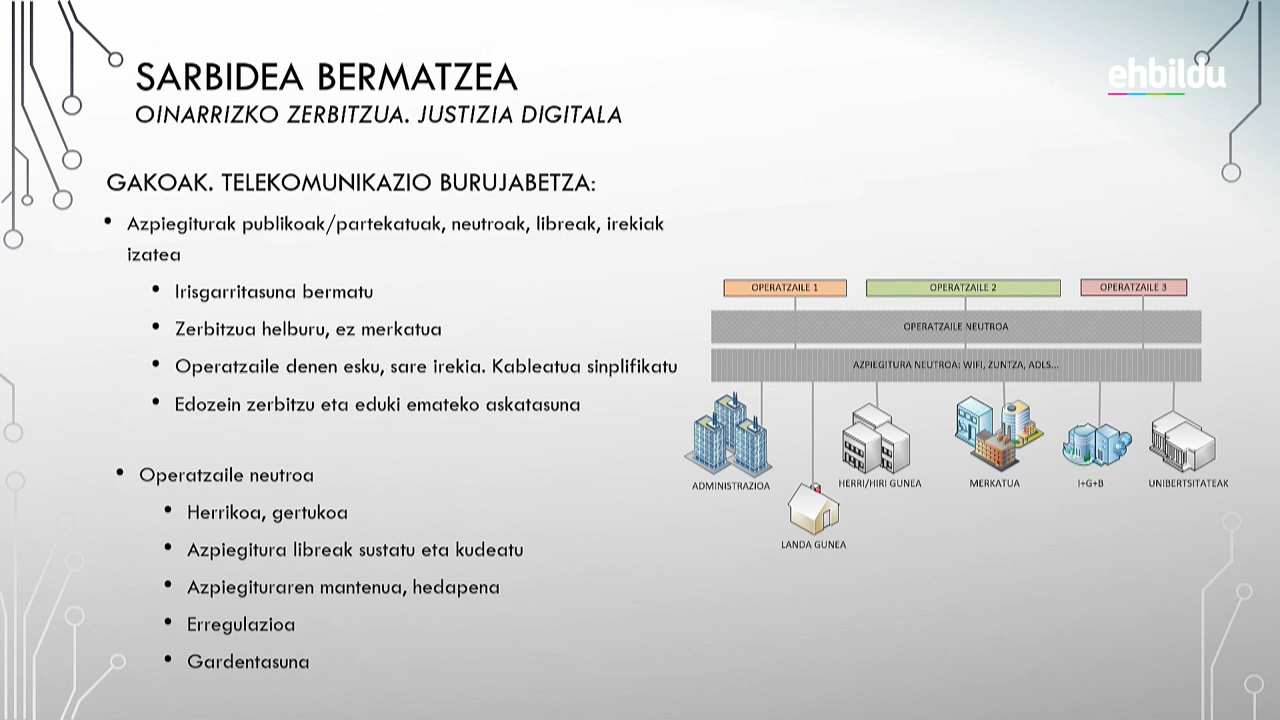 SARBIDEA BERMATZEA
OINARRIZKO ZERBITZUA. JUSTIZIA DIGITALA
ehbildu
GAKOAK. TELEKOMUNIKAZIO BURUJABETZA:
• Azpiegiturak publikoak/partekatuak, neutroak, libreak, irekiak
izatea
• Irisgarritasuna bermatu
• Zerbitzua helburu, ez merkatua
• Operatzaile denen esku, sare irekia. Kableatua sinplifikatu
• Edozein zerbitzu eta eduki emateko askatasuna
• Operatzaile neutroa
• Herrikoa, gertukoa
• Azpiegitura libreak sustatu eta kudeatu
• Azpiegituraren mantenua, hedapena
• Erregulazioa
• Gardentasuna
OPERATZAILE 1
OPERATZAILE 2
OPERATZAILE 3
OPERATZAILE NEUTROA
AZPIEGITURA NEUTROA: WIFI, ZUNTZA, ADLS...
ADMINISTRAZIOA
HERRI/HIRI GUNEA
MERKATUA
I+G+B
UNIBERTSITATEAK
LANDA GUNEA